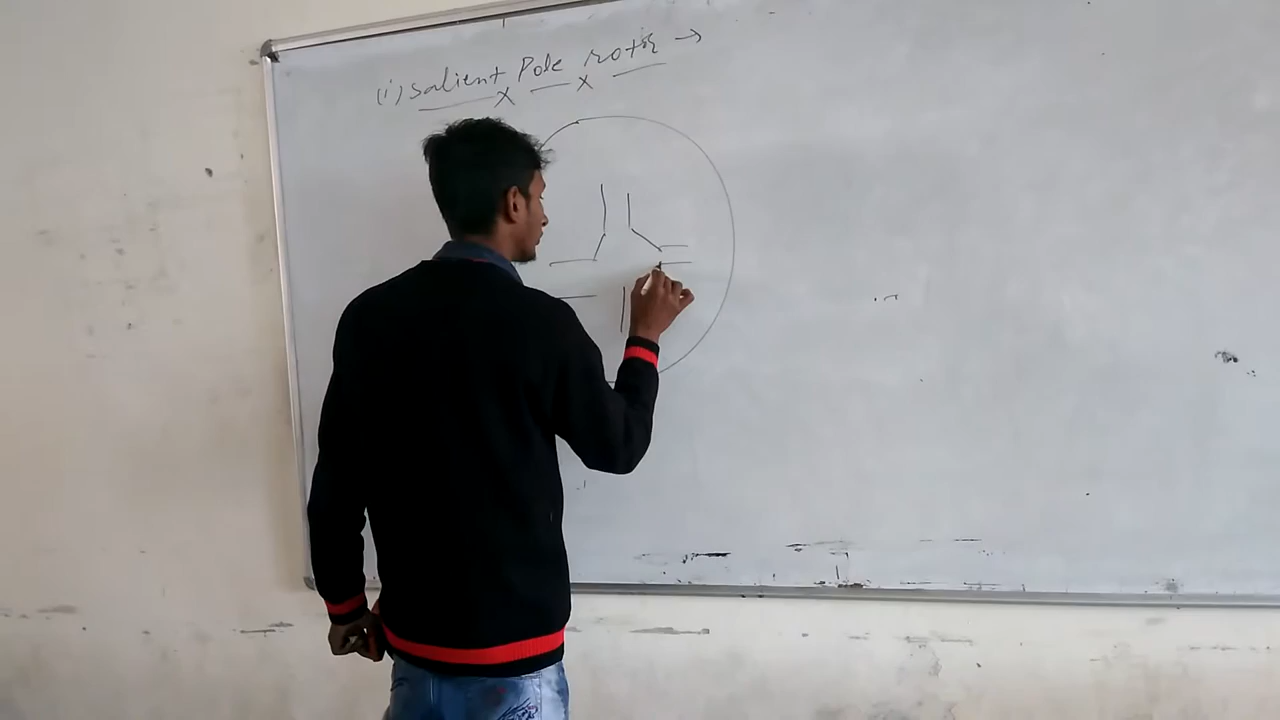 (i) Salient Pole rotor →